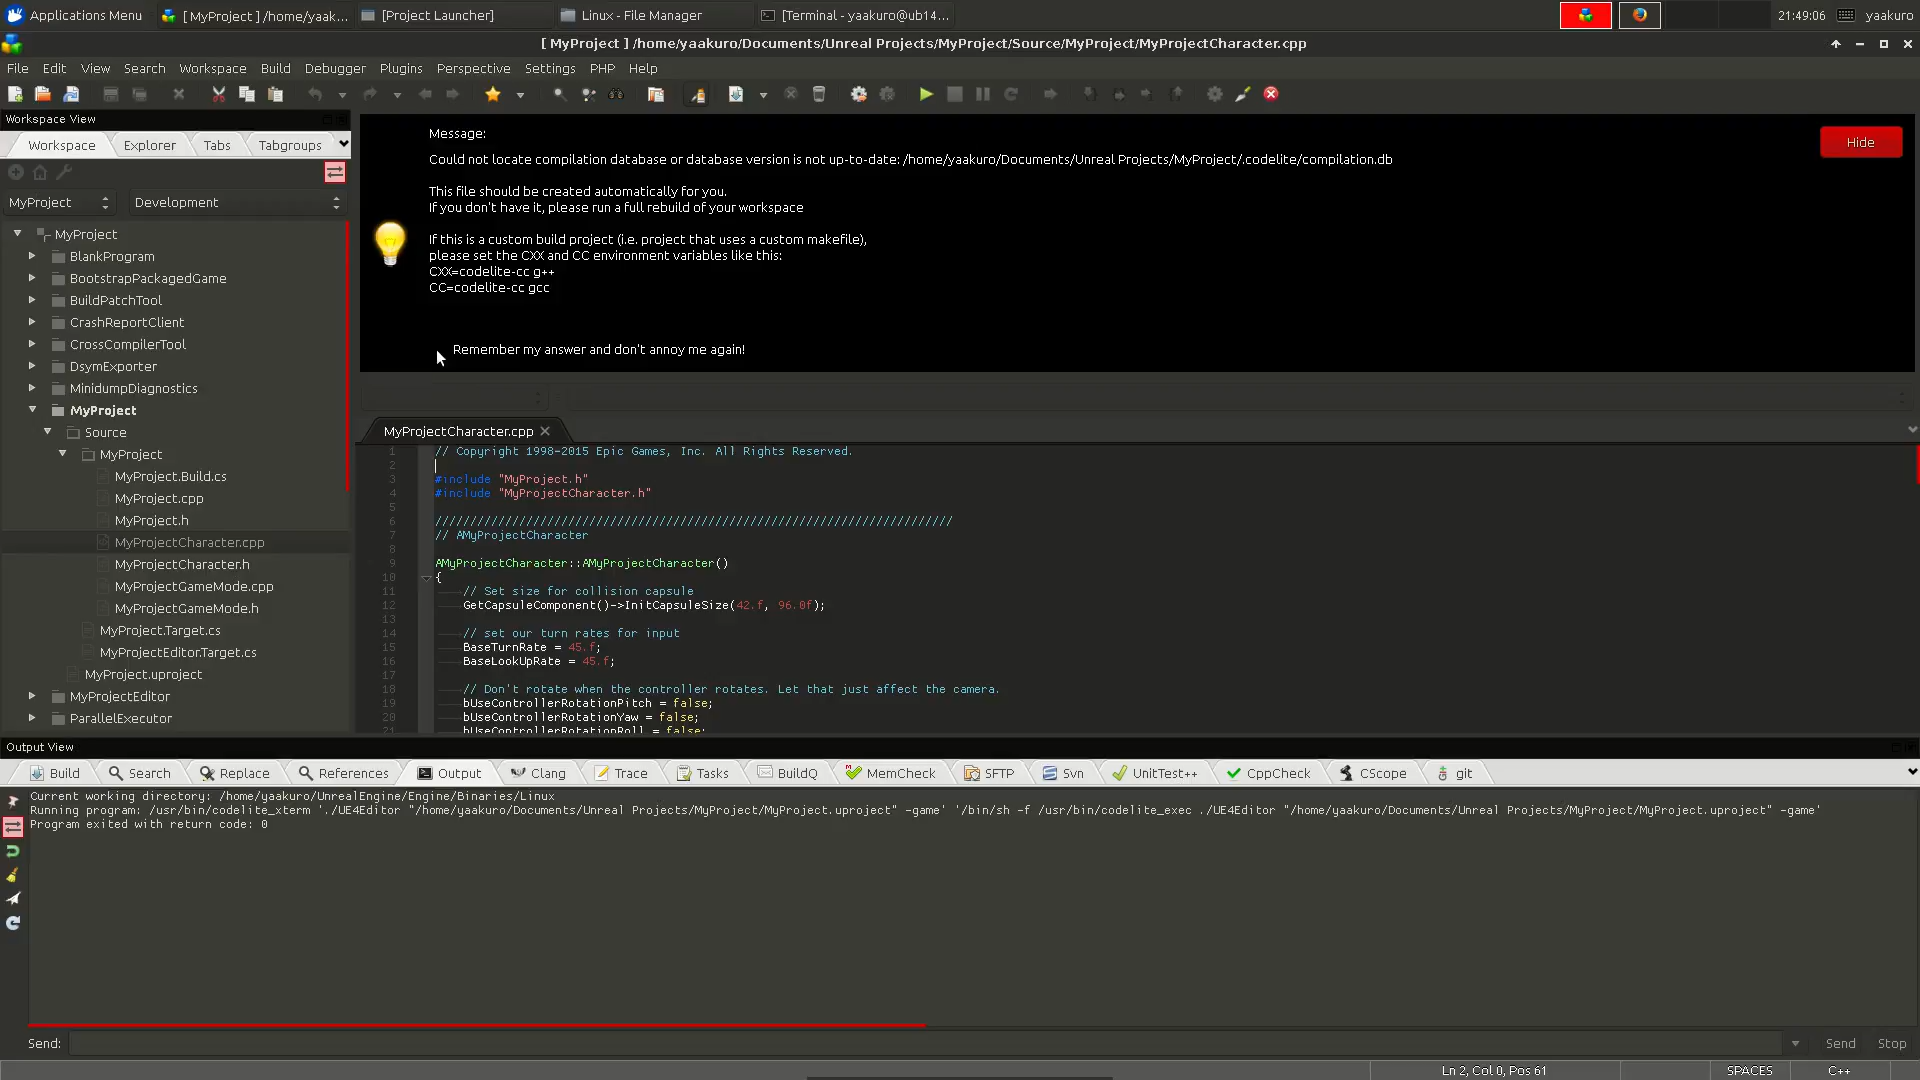 Applications Menu
[ MyProject ] /home/yaak...
[Project Launcher]
Linux - File Manager
[Terminal - yaakuro@ub14...
21:49:06
yaakuro
[ MyProject ] /home/yaakuro/Documents/Unreal Projects/MyProject/Source/MyProject/MyProjectCharacter.cpp
File Edit View Search Workspace Build Debugger Plugins Perspective Settings PHP Help
Workspace View
Workspace Explorer Tabs Tabgroups
MyProject Development
MyProject
BlankProgram
BootstrapPackagedGame
BuildPatchTool
CrashReportClient
CrossCompilerTool
DsymExporter
MinidumpDiagnostics
MyProject
Source
MyProject
MyProject.Build.cs
MyProject.cpp
MyProject.h
MyProjectCharacter.cpp
MyProjectCharacter.h
MyProjectGameMode.cpp
MyProjectGameMode.h
MyProject.Target.cs
MyProjectEditor.Target.cs
MyProject.uproject
MyProjectEditor
ParallelExecutor
Message:
Could not locate compilation database or database version is not up-to-date: /home/yaakuro/Documents/Unreal Projects/MyProject/.codelite/compilation.db
This file should be created automatically for you.
If you don't have it, please run a full rebuild of your workspace
If this is a custom build project (i.e. project that uses a custom makefile),
please set the CXX and CC environment variables like this:
CXX=codelite-cc g++
CC=codelite-cc gcc
Remember my answer and don't annoy me again!
Hide
MyProjectCharacter.cpp
1 // Copyright 1998-2015 Epic Games, Inc. All Rights Reserved.
2
3 #include "MyProject.h"
4 #include "MyProjectCharacter.h"
5
6 //////////////////////////////////////////////////////////////////////////
7 // AMyProjectCharacter
8
9 AMyProjectCharacter::AMyProjectCharacter()
10 {
11 // Set size for collision capsule
12 GetCapsuleComponent()->InitCapsuleSize(42.f, 96.0f);
13
14 // set our turn rates for input
15 BaseTurnRate = 45.f;
16 BaseLookUpRate = 45.f;
17
18 // Don't rotate when the controller rotates. Let that just affect the camera.
19 bUseControllerRotationPitch = false;
20 bUseControllerRotationYaw = false;
21 bUseControllerRotationRoll = false;
Output View
Build Search Replace References Output Clang Trace Tasks BuildQ MemCheck SFTP Svn UnitTest++ CppCheck CScope git
Current working directory: /home/yaakuro/UnrealEngine/Engine/Binaries/Linux
Running program: /usr/bin/codelite_xterm './UE4Editor "/home/yaakuro/Documents/Unreal Projects/MyProject/MyProject.uproject" -game' '/bin/sh -f /usr/bin/codelite_exec ./UE4Editor "/home/yaakuro/Documents/Unreal Projects/MyProject/MyProject.uproject" -game'
Program exited with return code: 0
Send:
Send Stop
Ln 2, Col 0, Pos 61
SPACES
C++